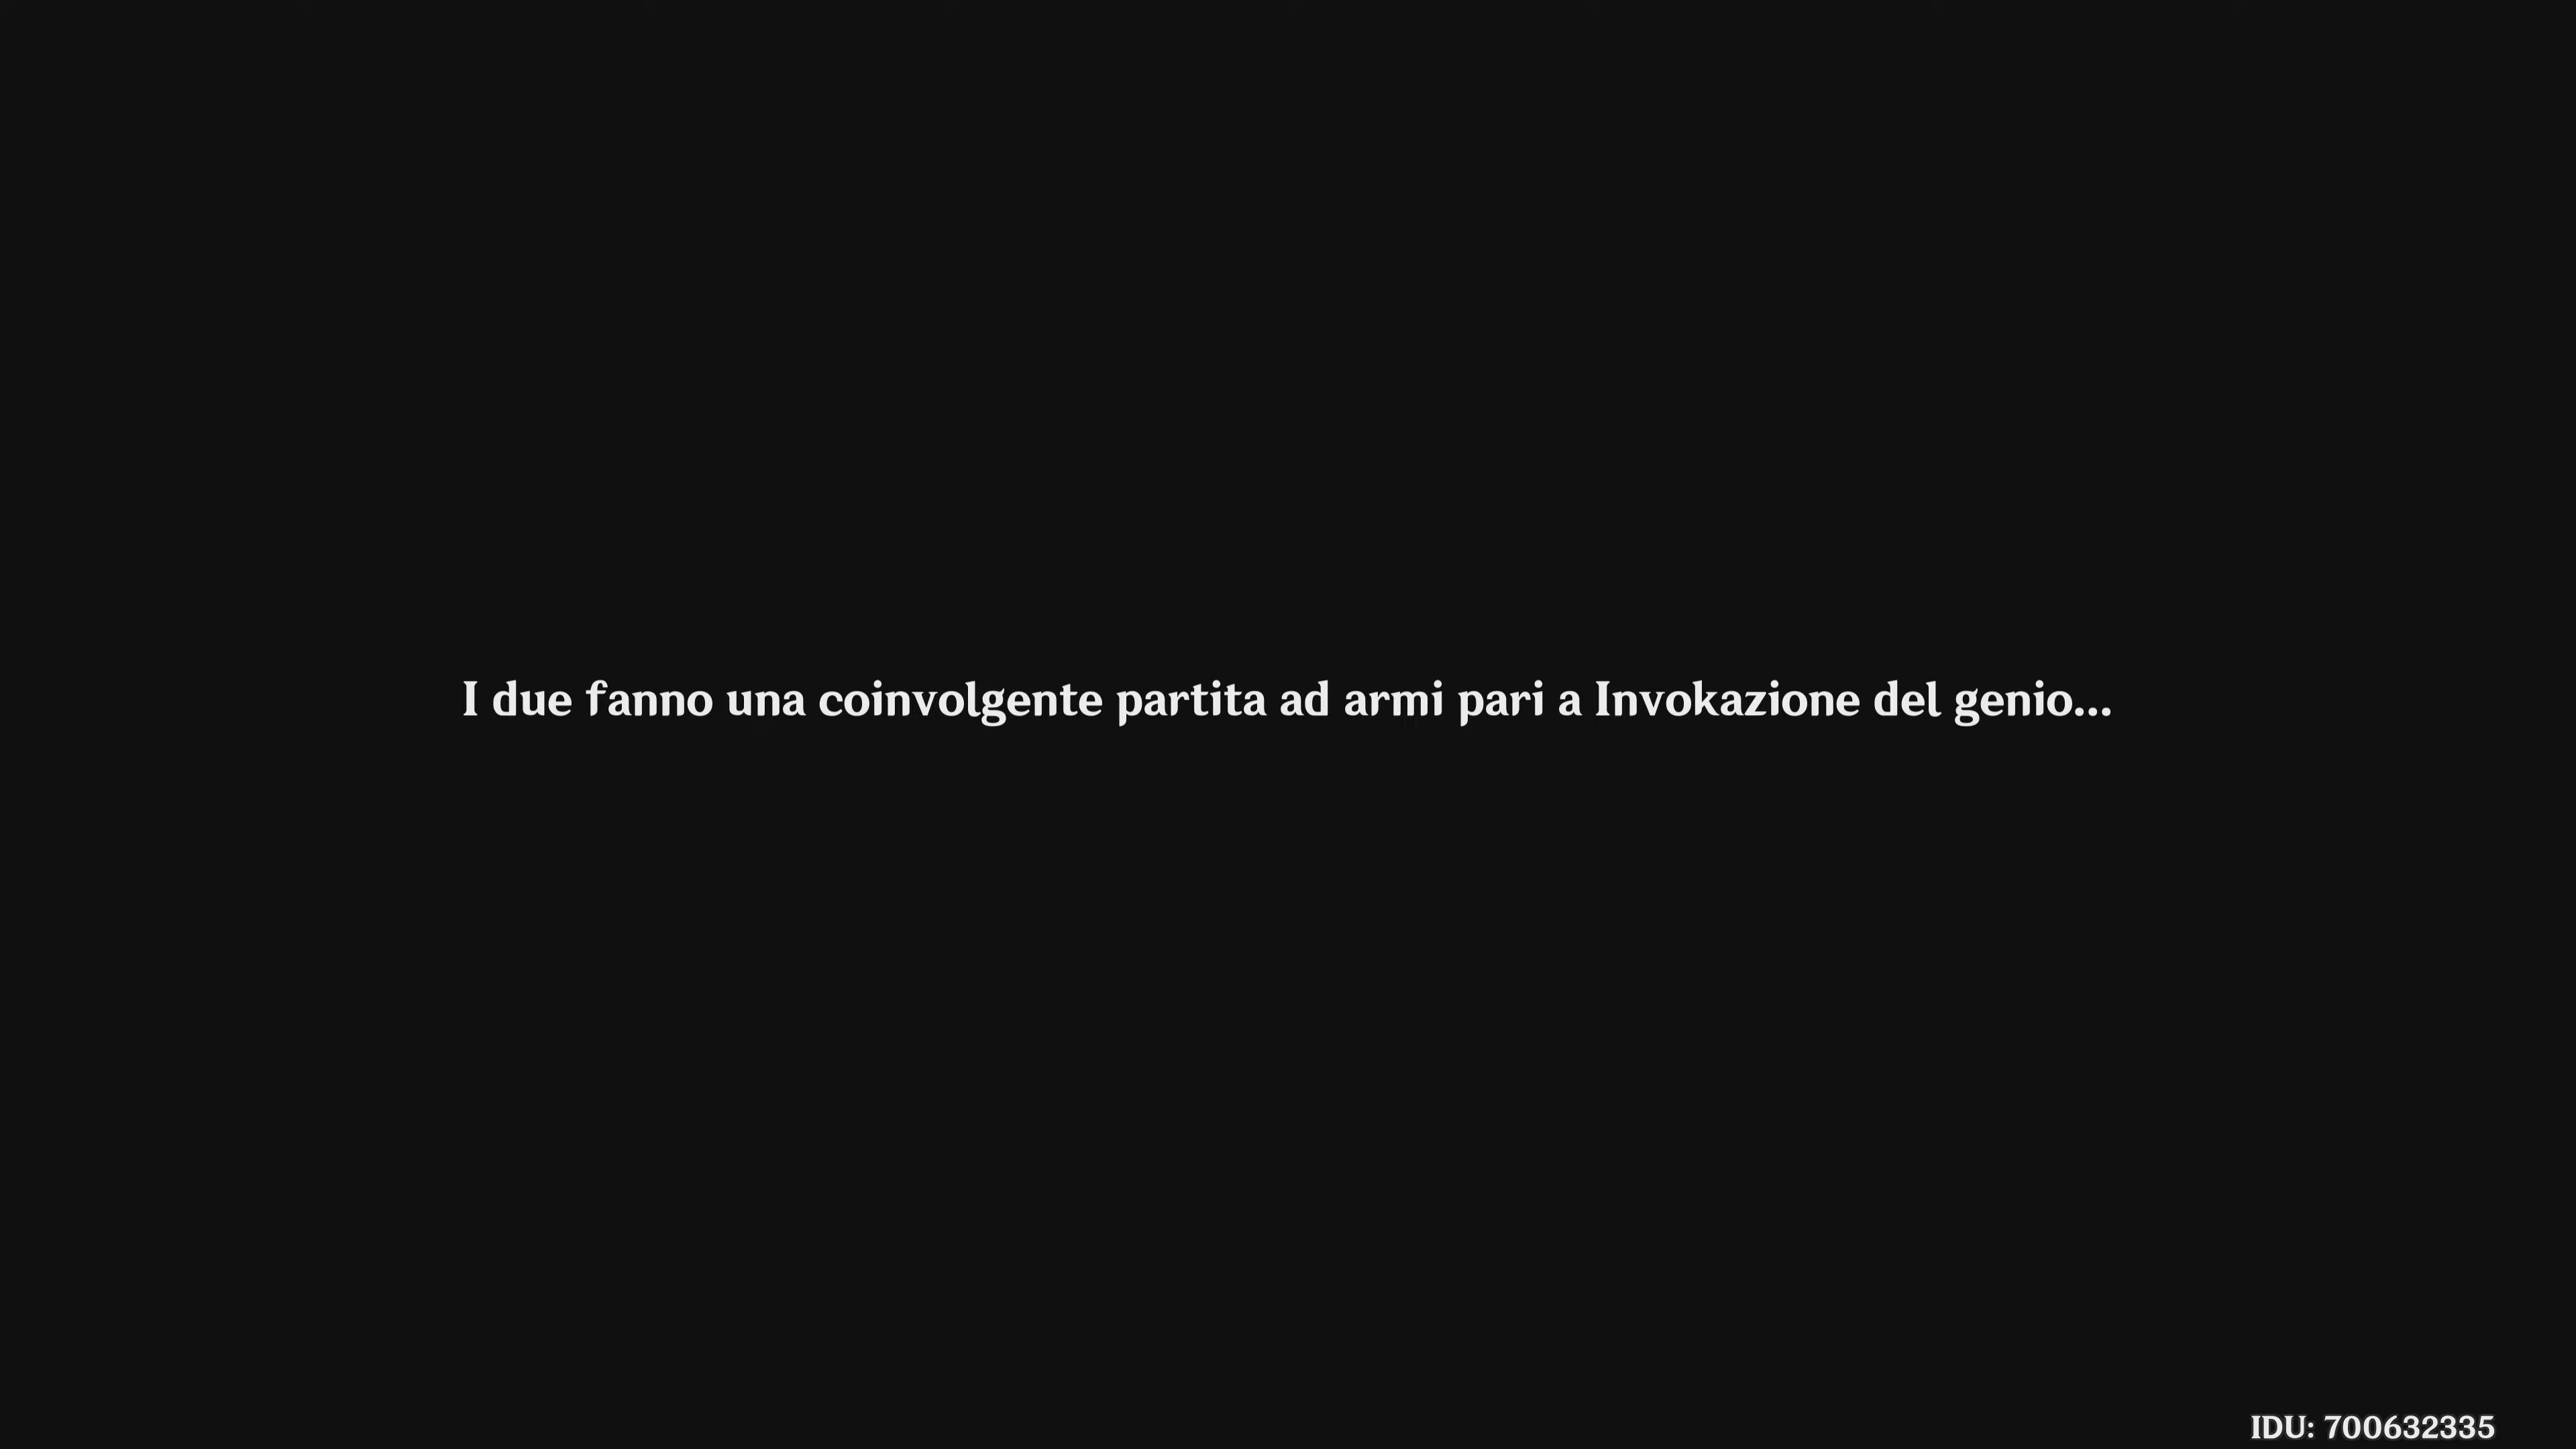 I due fanno una coinvolgente partita ad armi pari a Invokazione del genio...
IDU: 700632335